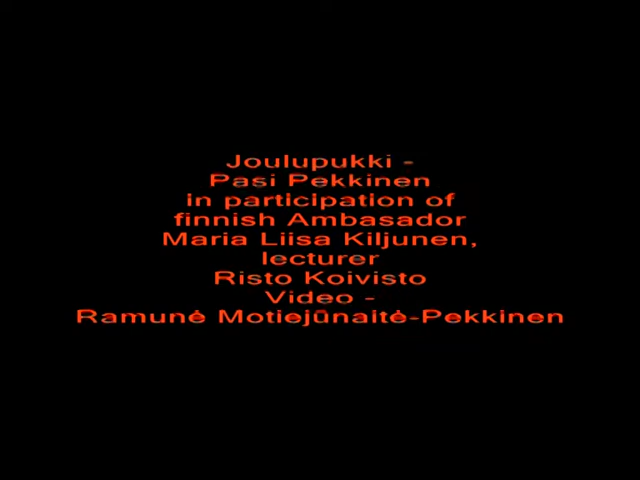 Joulupukki -
Pasi Pekkinen
in participation of
finnish Ambasador
Maria Liisa Kiljunen,
lecturer
Risto Koivisto
Video -
Ramunė Motiejūnaitė-Pekkinen